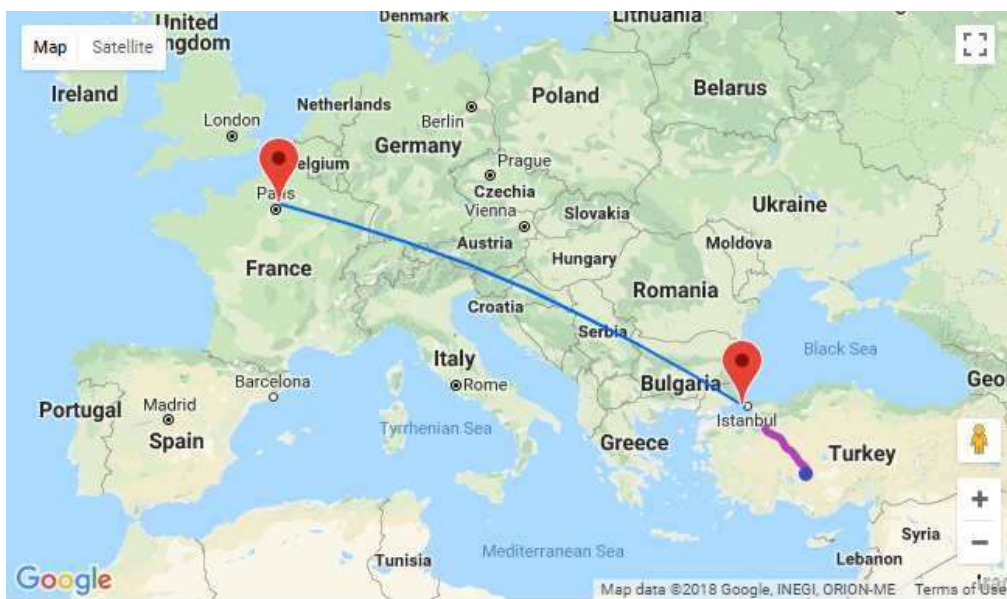 Denmark
Lithuania
United
Kingdom
Map Satellite
Ireland
Netherlands
Poland
Belarus
London
Berlin
Germany
Belgium
Prague
Paris
Czechia
Ukraine
Vienna
Slovakia
Austria
Moldova
France
Hungary
Romania
Croatia
Serbia
Black Sea
Italy
Barcelona
Rome
Bulgaria
Geo
Portugal
Madrid
Istanbul
Spain
Tyrrhenian Sea
Greece
Turkey
Syria
Mediterranean Sea
Tunisia
Lebanon
Google
Map data ©2018 Google, INEGI, ORION-ME Terms of Use